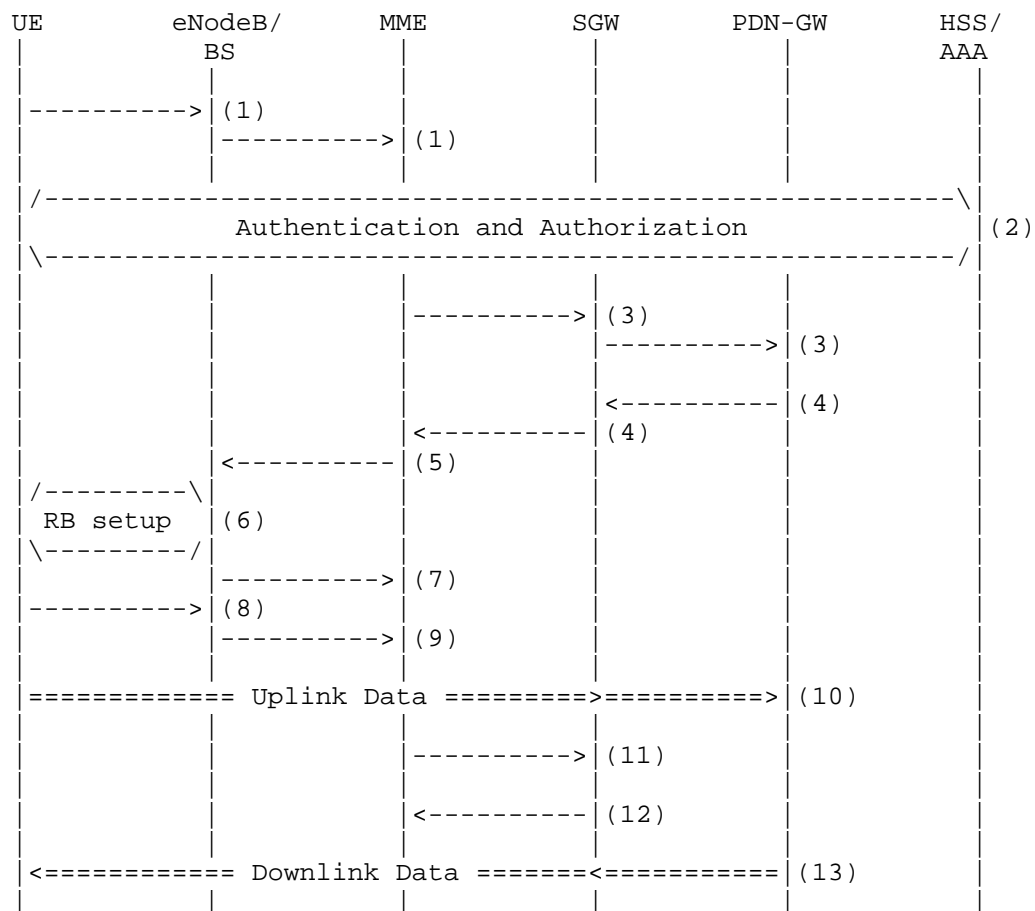 UE eNodeB/ MME SGW PDN-GW HSS/
BS AAA
(1)
(1)
Authentication and Authorization (2)
(3)
(3)
(4)
(4)
(5)
RB setup (6)
(7)
(8)
(9)
Uplink Data (10)
(11)
(12)
Downlink Data (13)